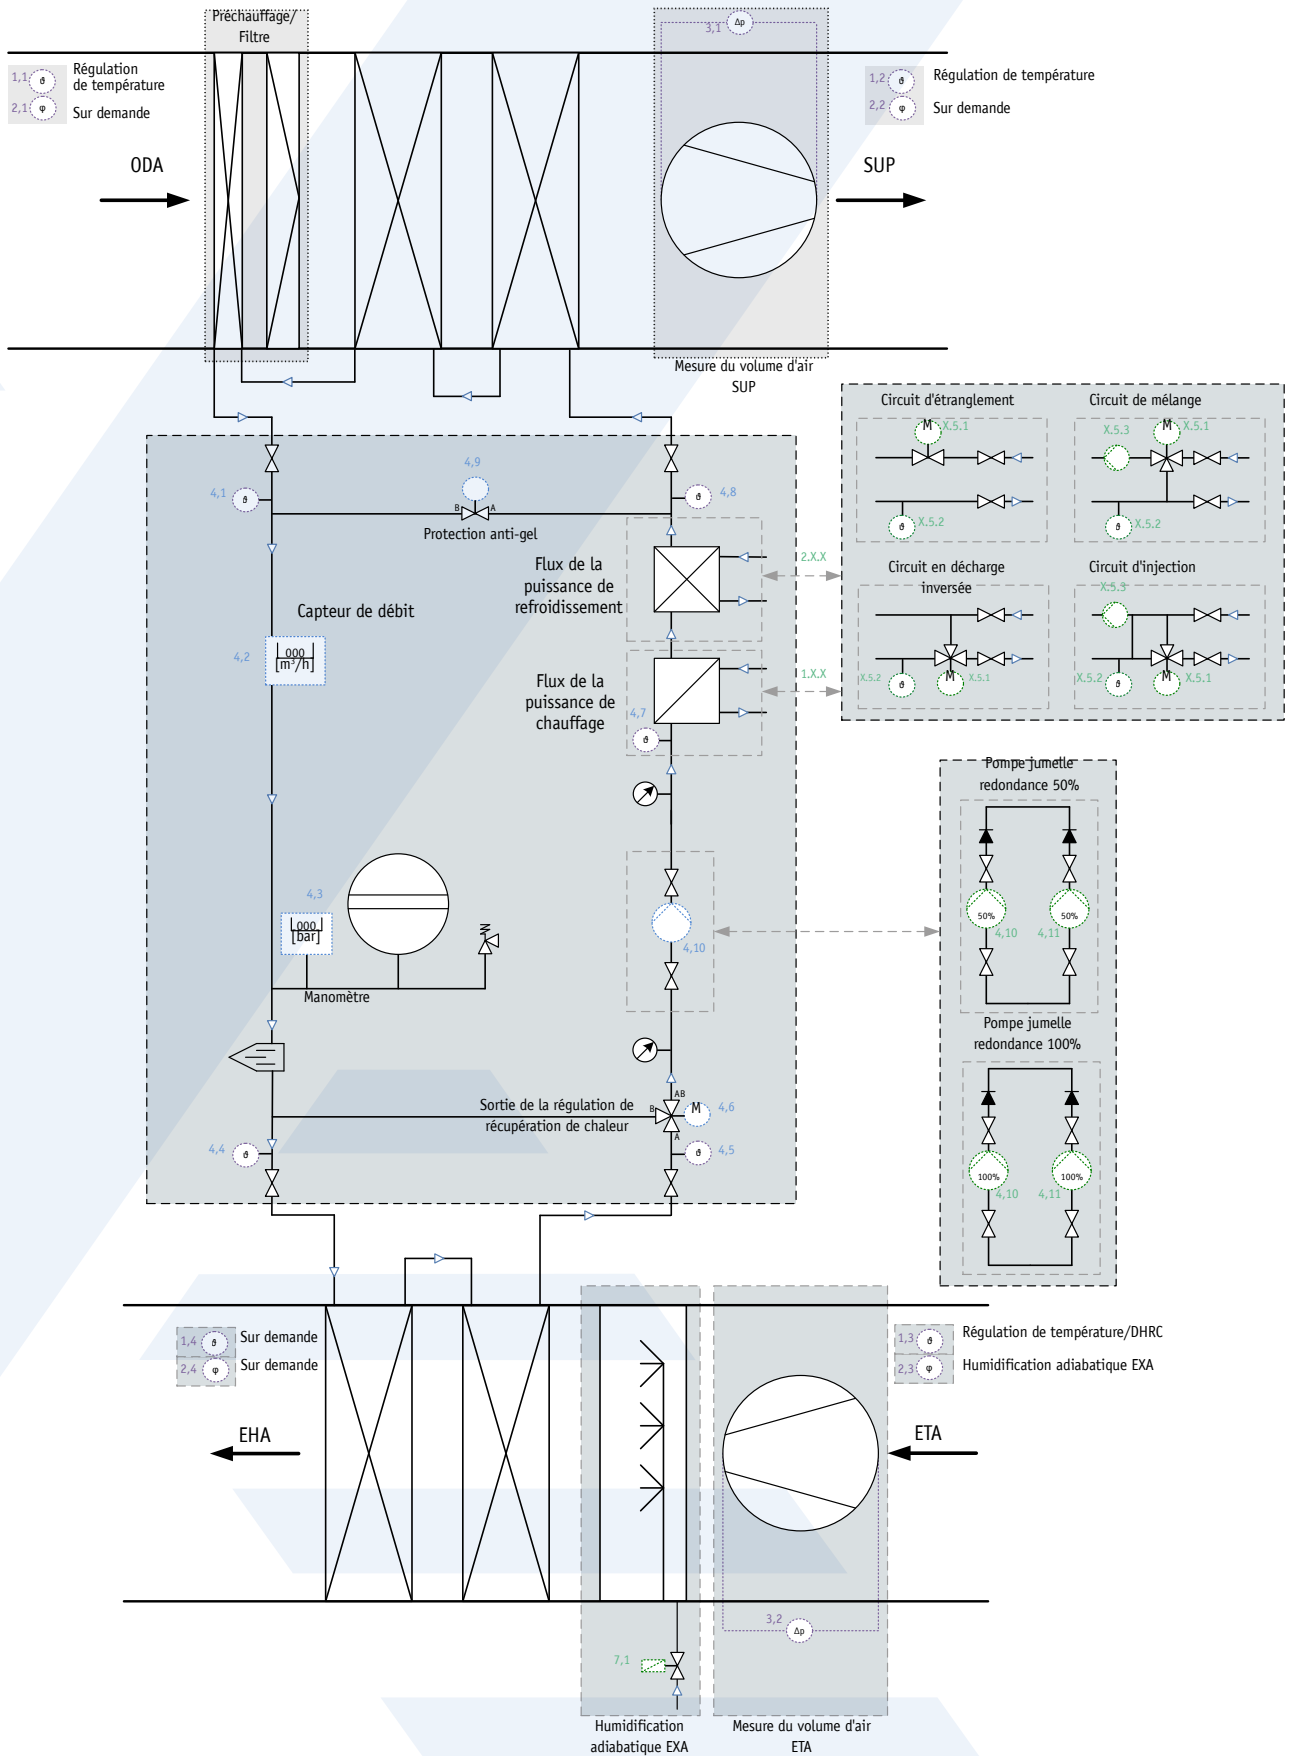 Préchauffage/
Filtre
3,1
Δp
1,1 ϑ
Régulation
de température
2,1 φ
Sur demande
1,2 ϑ
Régulation de température
2,2 φ
Sur demande
ODA
SUP
Mesure du volume d'air
SUP
Circuit d'étranglement
M
X.5.1
ϑ
X.5.2
Circuit de mélange
X.5.3
M
X.5.1
ϑ
X.5.2
4,9
4,1
ϑ
B
A
ϑ
4,8
Protection anti-gel
Flux de la
puissance de
refroidissement
2.X.X
Circuit en décharge
inversée
X.5.2
ϑ
M
X.5.1
Circuit d'injection
X.5.3
X.5.2
ϑ
M
X.5.1
Capteur de débit
4,2
000
[m³/h]
Flux de la
puissance de
chauffage
1.X.X
4,7
ϑ
Pompe jumelle
redondance 50%
50%
50%
4,10
4,11
4,3
000
[bar]
4,10
Manomètre
Pompe jumelle
redondance 100%
100%
100%
4,10
4,11
Sortie de la régulation de
récupération de chaleur
AB
B
A
M
4,6
4,4
ϑ
ϑ
4,5
1,4 ϑ
Sur demande
2,4 φ
Sur demande
1,3 ϑ
Régulation de température/DHRC
2,3 φ
Humidification adiabatique EXA
EHA
ETA
3,2
Δp
7,1
Humidification
adiabatique EXA
Mesure du volume d'air
ETA